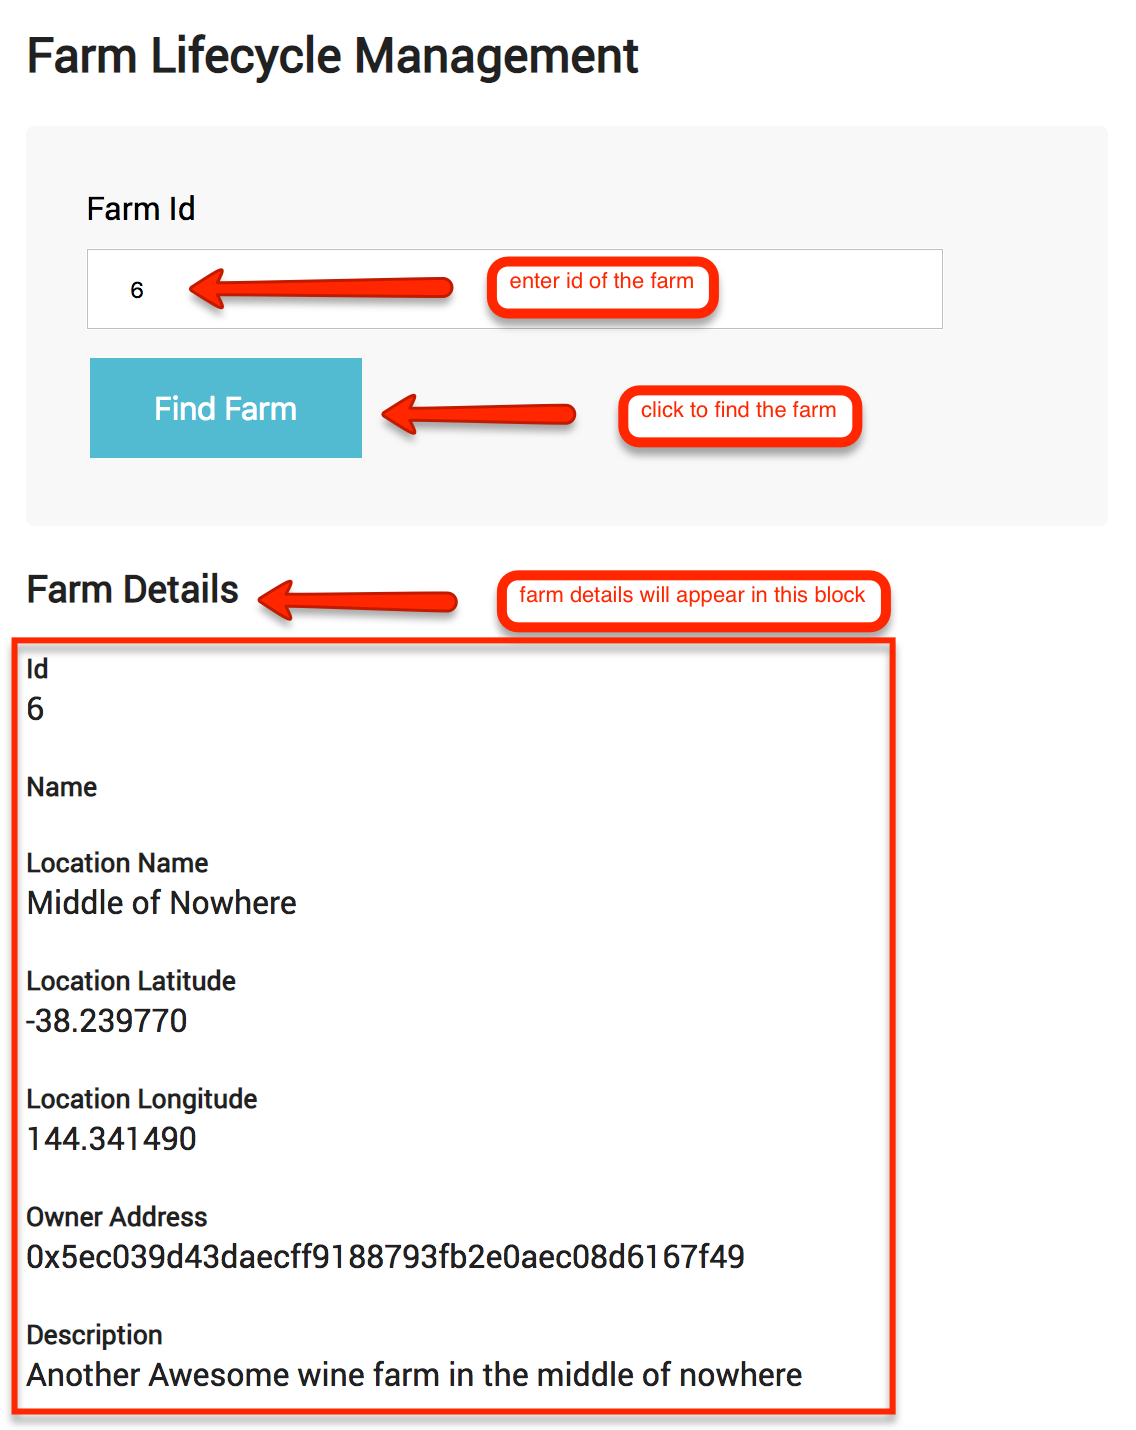 Farm Lifecycle Management
Farm Id
6
enter id of the farm
Find Farm
click to find the farm
Farm Details
farm details will appear in this block
Id
6
Name
Location Name
Middle of Nowhere
Location Latitude
-38.239770
Location Longitude
144.341490
Owner Address
0x5ec039d43daecff9188793fb2e0aec08d6167f49
Description
Another Awesome wine farm in the middle of nowhere